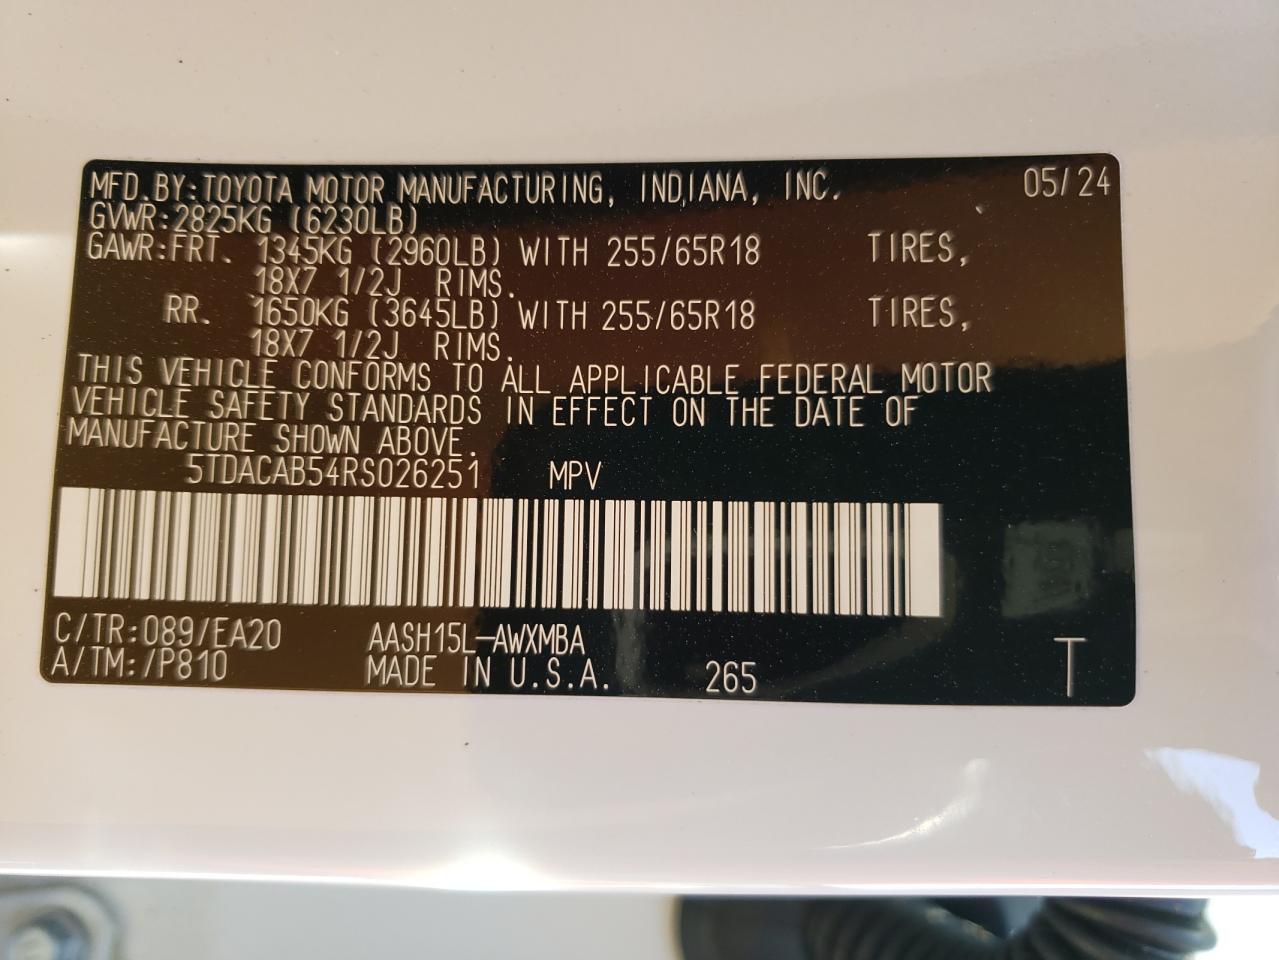 MFD.BY:TOYOTA MOTOR MANUFACTURING, INDIANA, INC. 05/24
GVWR:2825KG (6230LB)
GAWR:FRT. 1345KG (2960LB) WITH 255/65R18 TIRES,
18X7 1/2J RIMS.
RR. 1650KG (3645LB) WITH 255/65R18 TIRES,
18X7 1/2J RIMS.
THIS VEHICLE CONFORMS TO ALL APPLICABLE FEDERAL MOTOR
VEHICLE SAFETY STANDARDS IN EFFECT ON THE DATE OF
MANUFACTURE SHOWN ABOVE.
5TDACAB54RS026251 MPV
C/TR:089/EA20 AASH15L-AWXMBA
A/TM:/P810 MADE IN U.S.A. 265 T